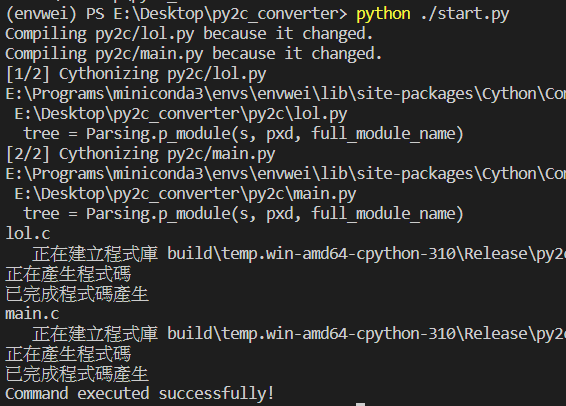 (envwei) PS E:\Desktop\py2c_converter> python ./start.py
Compiling py2c/lol.py because it changed.
Compiling py2c/main.py because it changed.
[1/2] Cythonizing py2c/lol.py
E:\Programs\miniconda3\envs\envwei\lib\site-packages\Cython\Con
E:\Desktop\py2c_converter\py2c\lol.py
tree = Parsing.p_module(s, pxd, full_module_name)
[2/2] Cythonizing py2c/main.py
E:\Programs\miniconda3\envs\envwei\lib\site-packages\Cython\Com
E:\Desktop\py2c_converter\py2c\main.py
tree = Parsing.p_module(s, pxd, full_module_name)
lol.c
正在建立程式庫 build\temp.win-amd64-cpython-310\Release\py2c
正在產生程式碼
已完成程式碼產生
main.c
正在建立程式庫 build\temp.win-amd64-cpython-310\Release\py2c
正在產生程式碼
已完成程式碼產生
Command executed successfully!